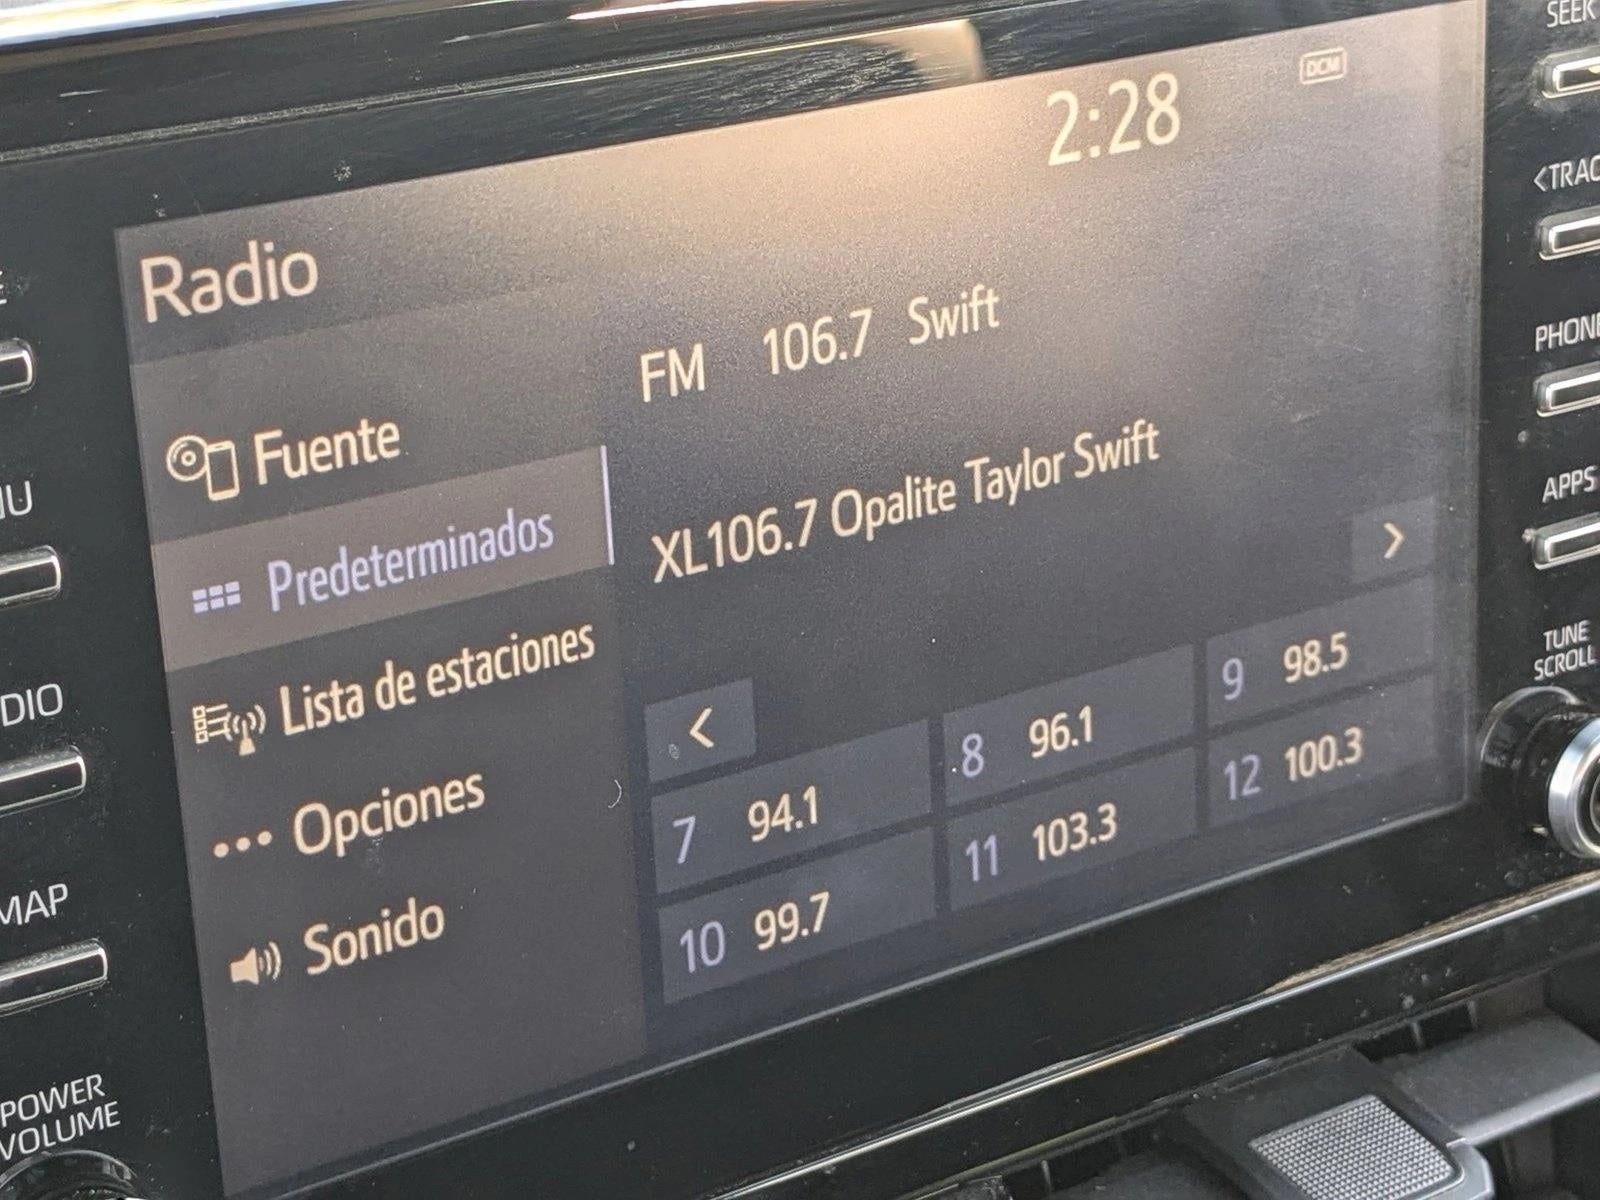 2:28
DCM
Radio
FM 106.7 Swift
XL106.7 Opalite Taylor Swift
Fuente
Predeterminados
Lista de estaciones
Opciones
Sonido
<
>
7 94.1
8 96.1
9 98.5
10 99.7
11 103.3
12 100.3
MAP
POWER
VOLUME
SEEK
<TRAC
PHONE
APPS
TUNE
SCROLL